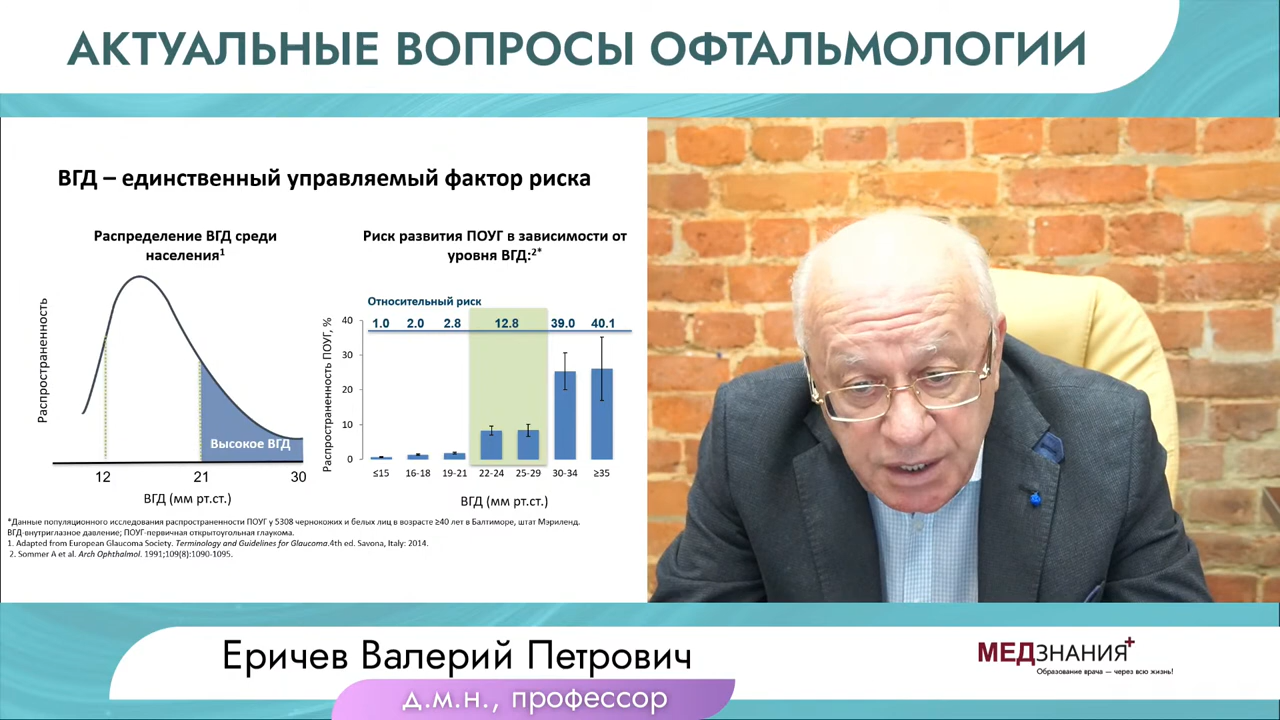 АКТУАЛЬНЫЕ ВОПРОСЫ ОФТАЛЬМОЛОГИИ
ВГД – единственный управляемый фактор риска
Распределение ВГД среди
населения1
Распространенность
Высокое ВГД
12 21 30
ВГД (мм рт.ст.)
Риск развития ПОУГ в зависимости от
уровня ВГД:2*
Относительный риск
1.0 2.0 2.8 12.8 39.0 40.1
Распространенность ПОУГ, %
40
30
20
10
0
≤15 16-18 19-21 22-24 25-29 30-34 ≥35
ВГД (мм рт.ст.)
*Данные популяционного исследования распространенности ПОУГ у 5308 чернокожих и белых лиц в возрасте ≥40 лет в Балтиморе, штат Мэриленд.
ВГД-внутриглазное давление; ПОУГ-первичная открытоугольная глаукома.
1. Adapted from European Glaucoma Society. Terminology and Guidelines for Glaucoma.4th ed. Savona, Italy: 2014.
2. Sommer A et al. Arch Ophthalmol. 1991;109(8):1090-1095.
Еричев Валерий Петрович
д.м.н., профессор
МЕДЗНАНИЯ+
Образование врача — через всю жизнь!